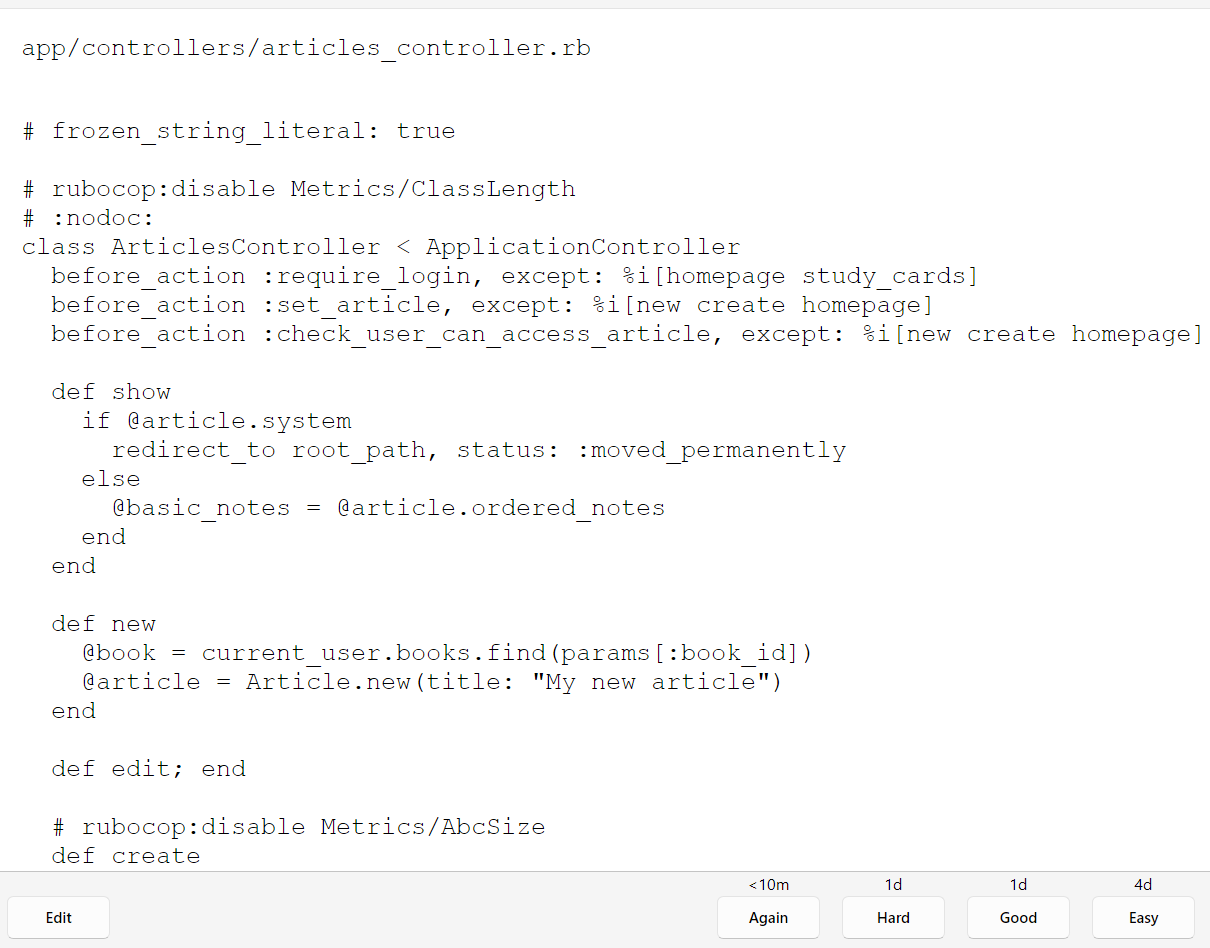 app/controllers/articles_controller.rb
# frozen_string_literal: true
# rubocop:disable Metrics/ClassLength
# :nodoc:
class ArticlesController < ApplicationController
  before_action :require_login, except: %i[homepage study_cards]
  before_action :set_article, except: %i[new create homepage]
  before_action :check_user_can_access_article, except: %i[new create homepage]
  def show
    if @article.system
      redirect_to root_path, status: :moved_permanently
    else
      @basic_notes = @article.ordered_notes
    end
  end
  def new
    @book = current_user.books.find(params[:book_id])
    @article = Article.new(title: "My new article")
  end
  def edit; end
  # rubocop:disable Metrics/AbcSize
  def create
<10m 1d 1d 4d
Edit Again Hard Good Easy